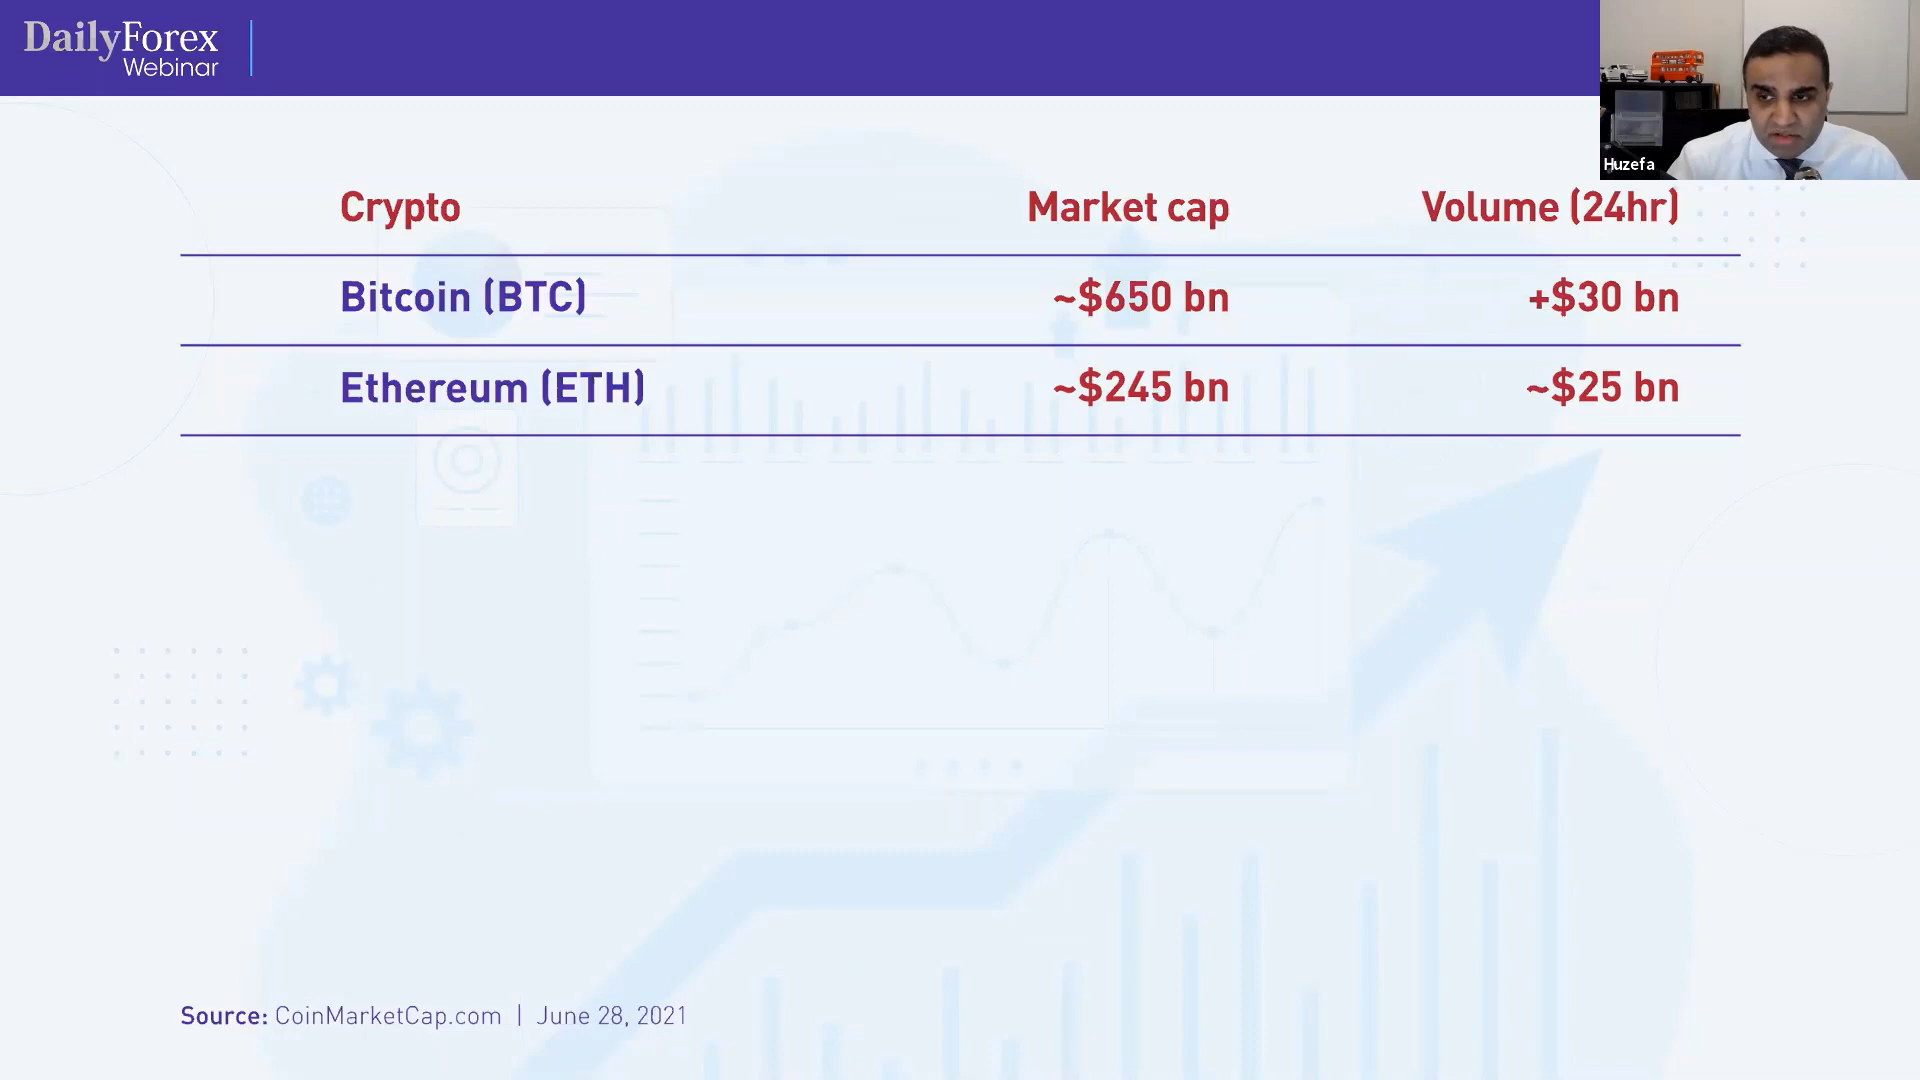 DailyForex
Webinar
Huzefa
Crypto Market cap Volume (24hr)
Bitcoin (BTC) ~$650 bn +$30 bn
Ethereum (ETH) ~$245 bn ~$25 bn
Source: CoinMarketCap.com | June 28, 2021